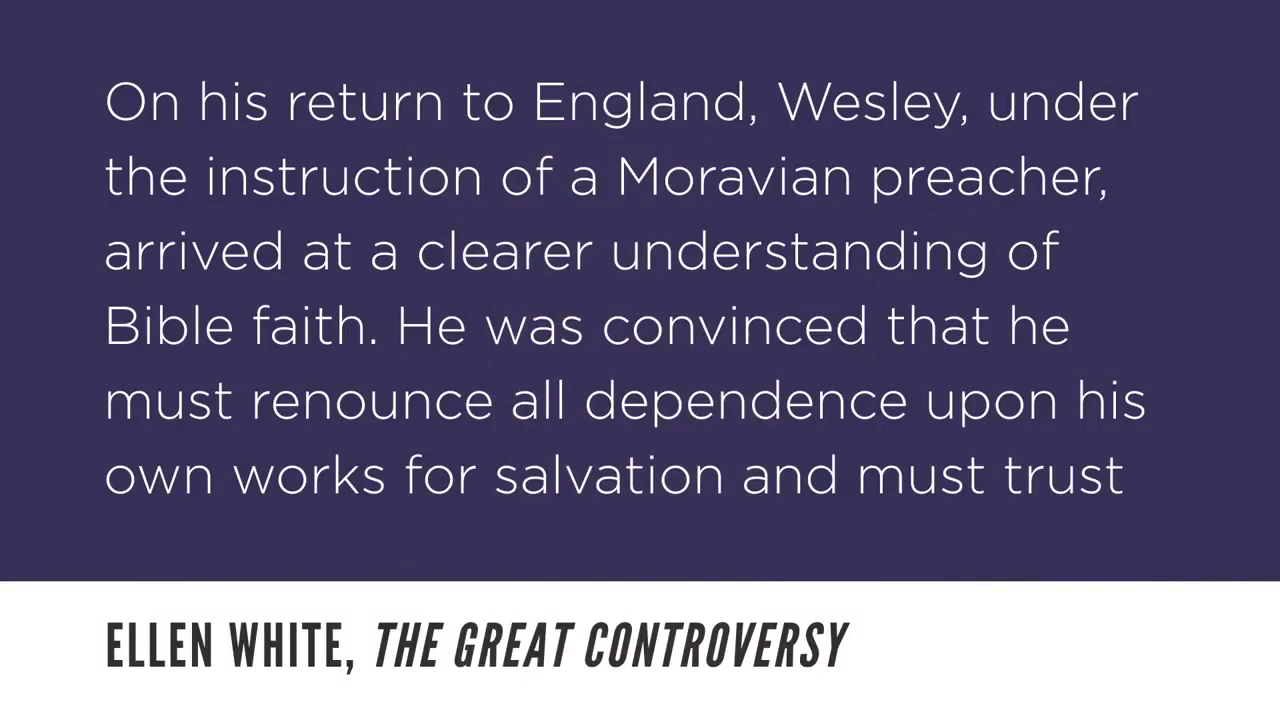 On his return to England, Wesley, under
the instruction of a Moravian preacher,
arrived at a clearer understanding of
Bible faith. He was convinced that he
must renounce all dependence upon his
own works for salvation and must trust
ELLEN WHITE, THE GREAT CONTROVERSY